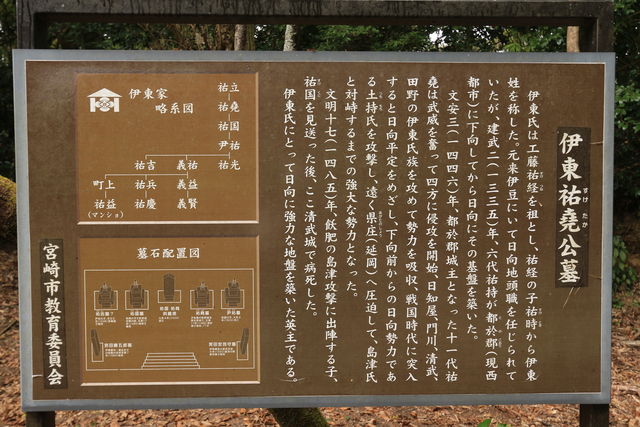 伊東祐堯公墓
すけ たか
伊東氏は工藤祐経を祖とし、祐経の子祐時から伊東
姓を称した。元来伊豆にいて日向地頭職を任じられて
いたが、建武二（一三三五）年、六代祐持が都於郡（現西
都市）に下向してから日向にその基盤を築いた。
文安三（一四四六）年、都於郡城主となった十一代祐
堯は武威を奮って四方に侵攻を開始、日知屋、門川、清武、
田野の伊東氏族を攻めて勢力を吸収、戦国時代に突入
すると日向平定をめざし、下向前からの日向勢力であ
る土持氏を攻撃し、遠く県庄（延岡）へ圧迫して、島津氏
と対峙するまでの強大な勢力となった。
文明十七（一四八五）年、飫肥の島津攻撃に出陣する子、
祐国を見送った後、ここ清武城で病死した。
伊東氏にとって日向に強力な地盤を築いた英主である。
伊東家
略系図
祐立
祐堯
祐国
尹祐
祐光
義祐
祐吉
義益
祐兵
町上
義賢
祐慶
祐益
（マンショ）
墓石配置図
宮崎市教育委員会